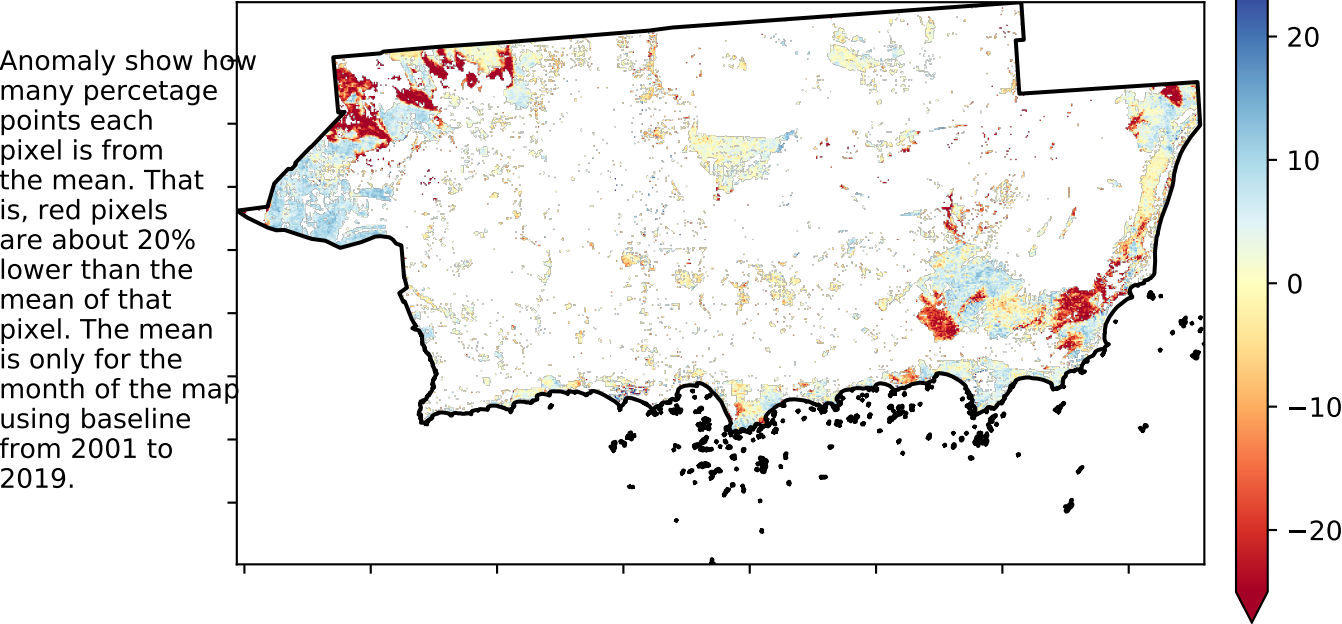 Anomaly show how
many percetage
points each
pixel is from
the mean. That
is, red pixels
are about 20%
lower than the
mean of that
pixel. The mean
is only for the
month of the map
using baseline
from 2001 to
2019.
20
10
0
−10
−20